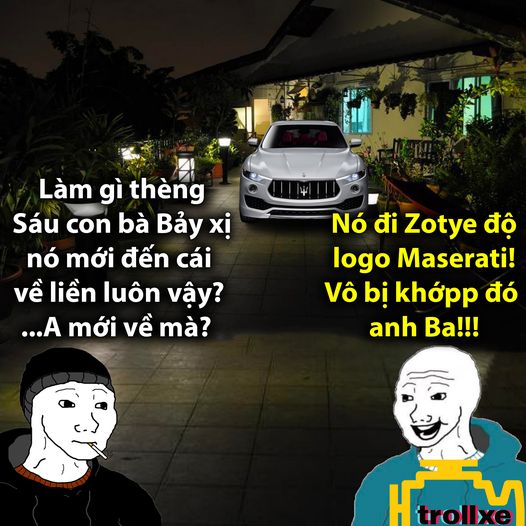 Làm gì thèng
Sáu con bà Bảy xị
nó mới đến cái
về liền luôn vậy?
...A mới về mà?
Nó đi Zotye độ
logo Maserati!
Vô bị khớpp đó
anh Ba!!!
trollxe